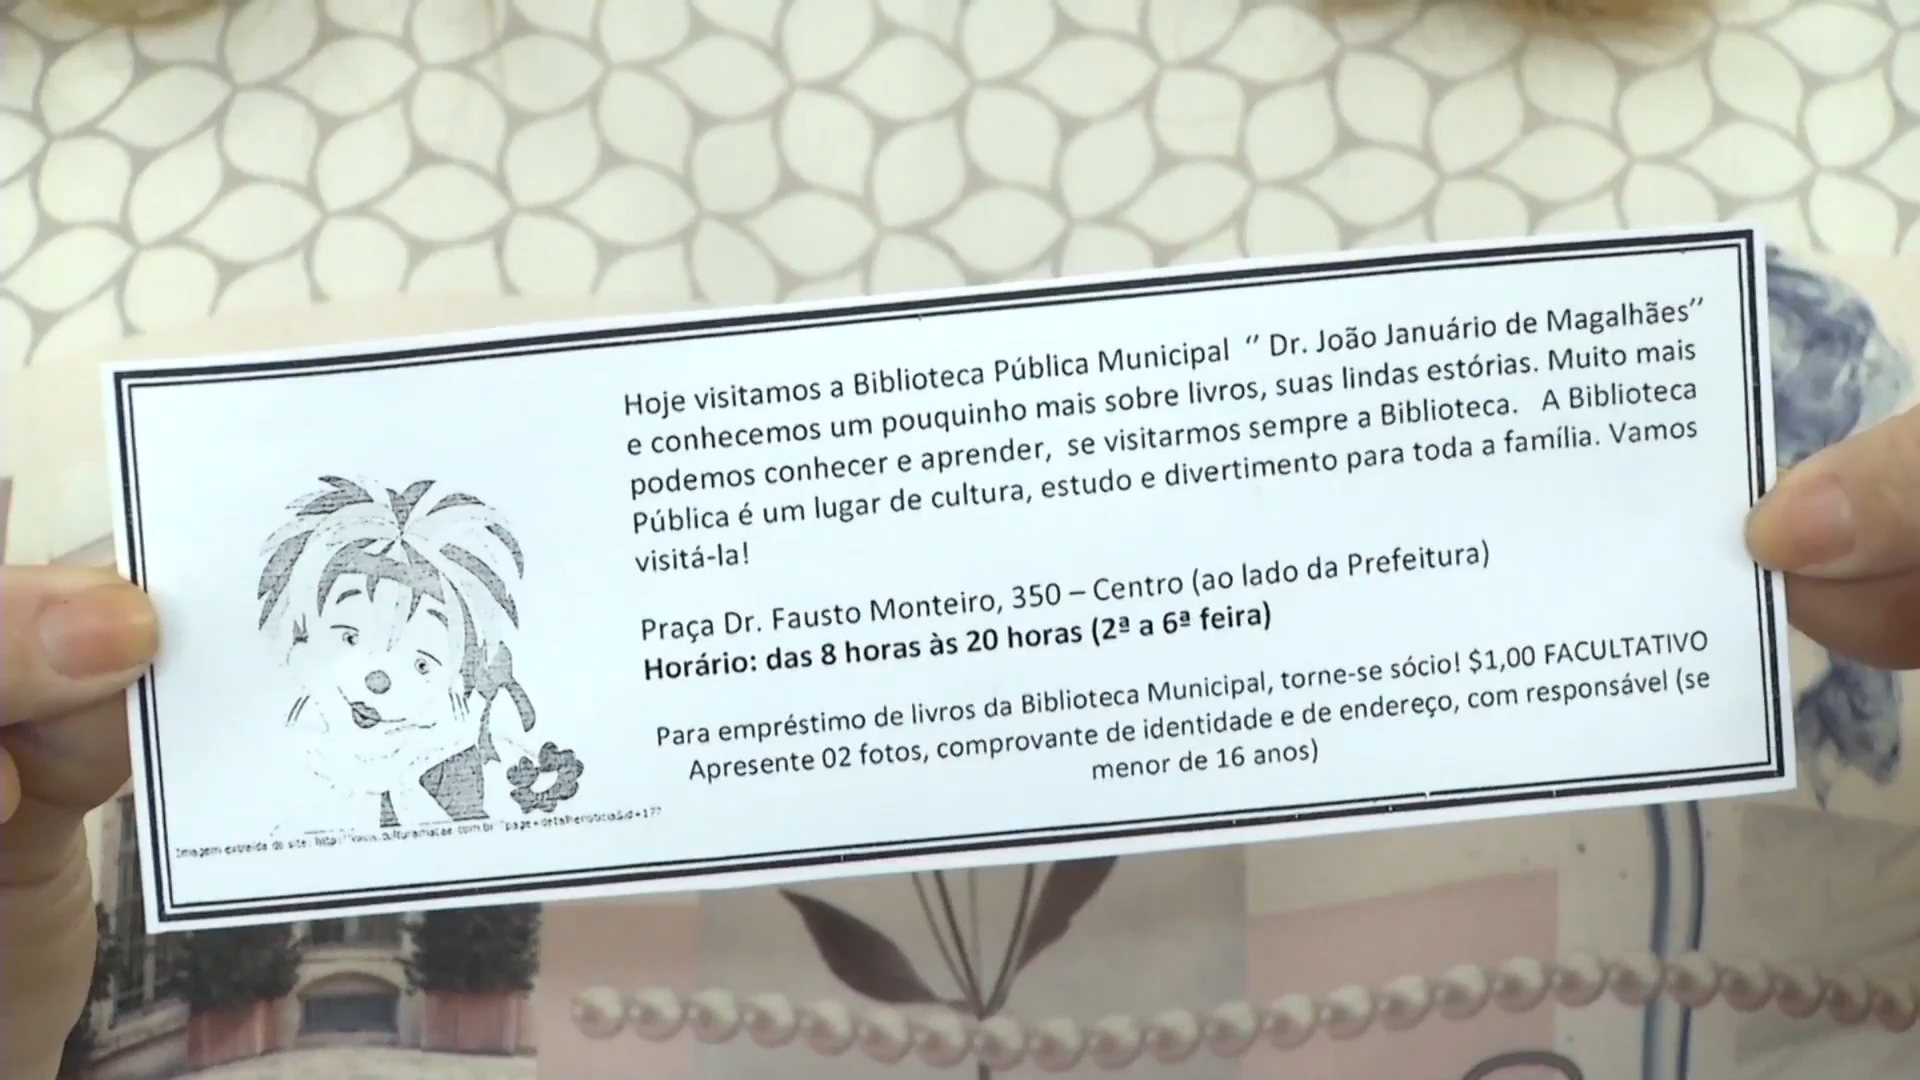 Hoje visitamos a Biblioteca Pública Municipal " Dr. João Januário de Magalhães"
e conhecemos um pouquinho mais sobre livros, suas lindas estórias. Muito mais
podemos conhecer e aprender, se visitarmos sempre a Biblioteca. A Biblioteca
Pública é um lugar de cultura, estudo e divertimento para toda a família. Vamos
visitá-la!
Praça Dr. Fausto Monteiro, 350 – Centro (ao lado da Prefeitura)
Horário: das 8 horas às 20 horas (2ª a 6ª feira)
Para empréstimo de livros da Biblioteca Municipal, torne-se sócio! $1,00 FACULTATIVO
Apresente 02 fotos, comprovante de identidade e de endereço, com responsável (se
menor de 16 anos)
Imagem extraída do site: